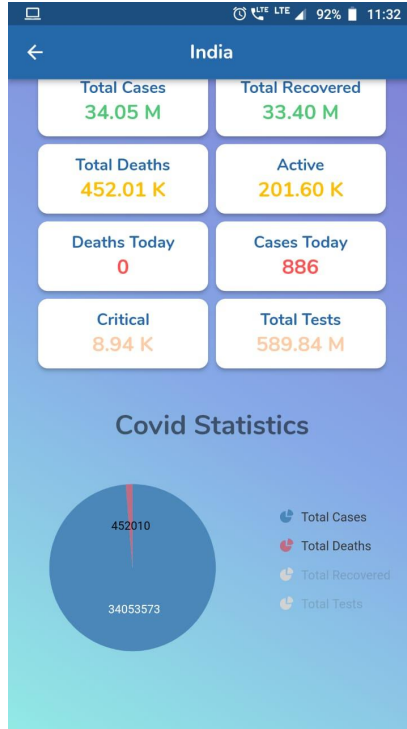 LTE LTE 92% 11:32
India
Total Cases
34.05 M
Total Recovered
33.40 M
Total Deaths
452.01 K
Active
201.60 K
Deaths Today
0
Cases Today
886
Critical
8.94 K
Total Tests
589.84 M
Covid Statistics
452010
34053573
Total Cases
Total Deaths
Total Recovered
Total Tests